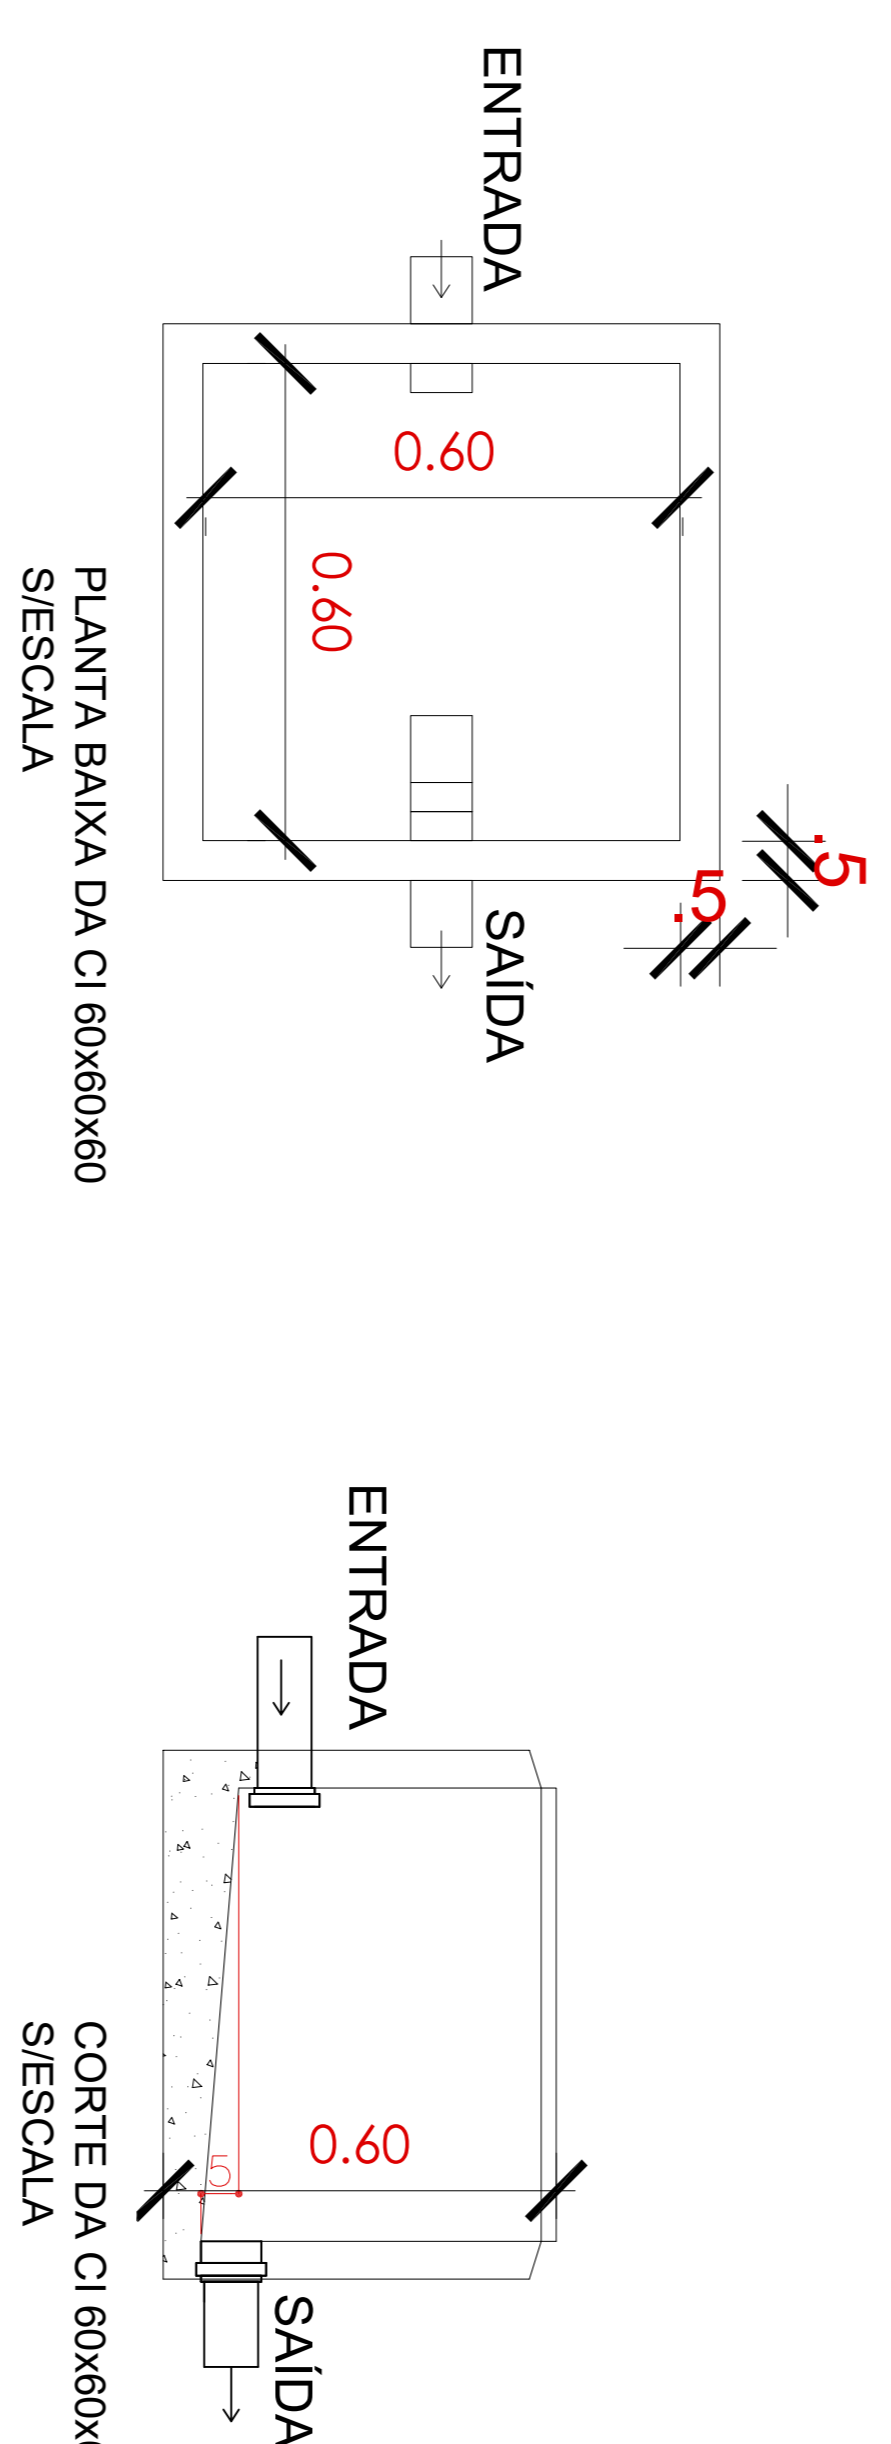 ENTRADA
0.60
0.60
.5
.5
SAÍDA
PLANTA BAIXA DA CI 60x60x60
S/ESCALA
ENTRADA
0.60
5
SAÍDA
CORTE DA CI 60x60x
S/ESCALA